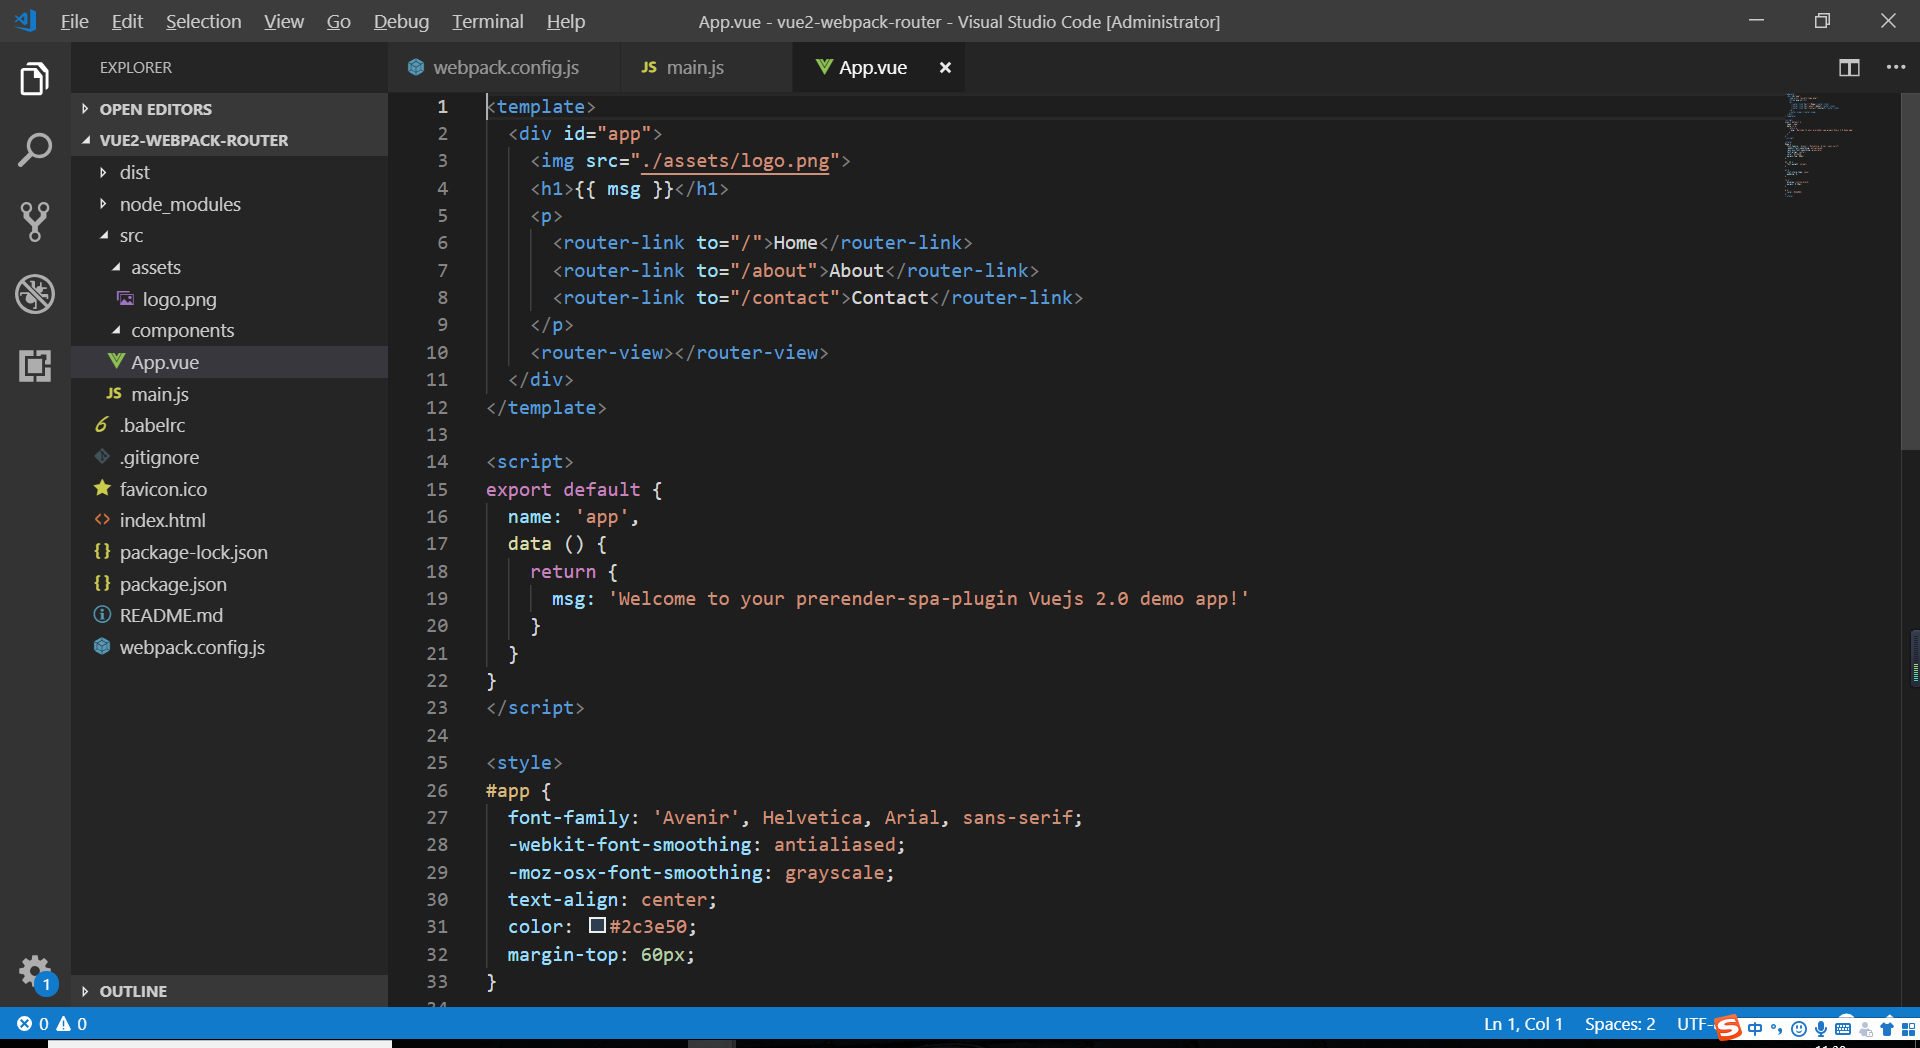 File Edit Selection View Go Debug Terminal Help
App.vue - vue2-webpack-router - Visual Studio Code [Administrator]
EXPLORER
OPEN EDITORS
VUE2-WEBPACK-ROUTER
dist
node_modules
src
assets
logo.png
components
App.vue
JS main.js
.babelrc
.gitignore
favicon.ico
<> index.html
{} package-lock.json
{} package.json
README.md
webpack.config.js
OUTLINE
webpack.config.js JS main.js App.vue
1 <template>
2 <div id="app">
3 <img src="./assets/logo.png">
4 <h1>{{ msg }}</h1>
5 <p>
6 <router-link to="/">Home</router-link>
7 <router-link to="/about">About</router-link>
8 <router-link to="/contact">Contact</router-link>
9 </p>
10 <router-view></router-view>
11 </div>
12 </template>
13
14 <script>
15 export default {
16 name: 'app',
17 data () {
18 return {
19 msg: 'Welcome to your prerender-spa-plugin Vuejs 2.0 demo app!'
20 }
21 }
22 }
23 </script>
24
25 <style>
26 #app {
27 font-family: 'Avenir', Helvetica, Arial, sans-serif;
28 -webkit-font-smoothing: antialiased;
29 -moz-osx-font-smoothing: grayscale;
30 text-align: center;
31 color: #2c3e50;
32 margin-top: 60px;
33 }
1
0 0
Ln 1, Col 1 Spaces: 2 UTF-
S 中